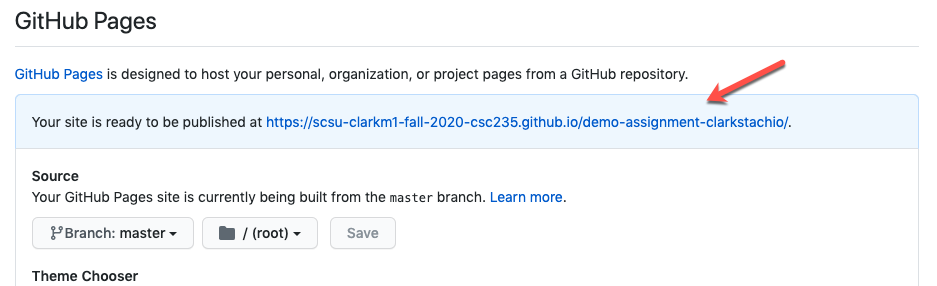 GitHub Pages
GitHub Pages is designed to host your personal, organization, or project pages from a GitHub repository.
Your site is ready to be published at https://scsu-clarkm1-fall-2020-csc235.github.io/demo-assignment-clarkstachio/.
Source
Your GitHub Pages site is currently being built from the master branch. Learn more.
Branch: master / (root) Save
Theme Chooser